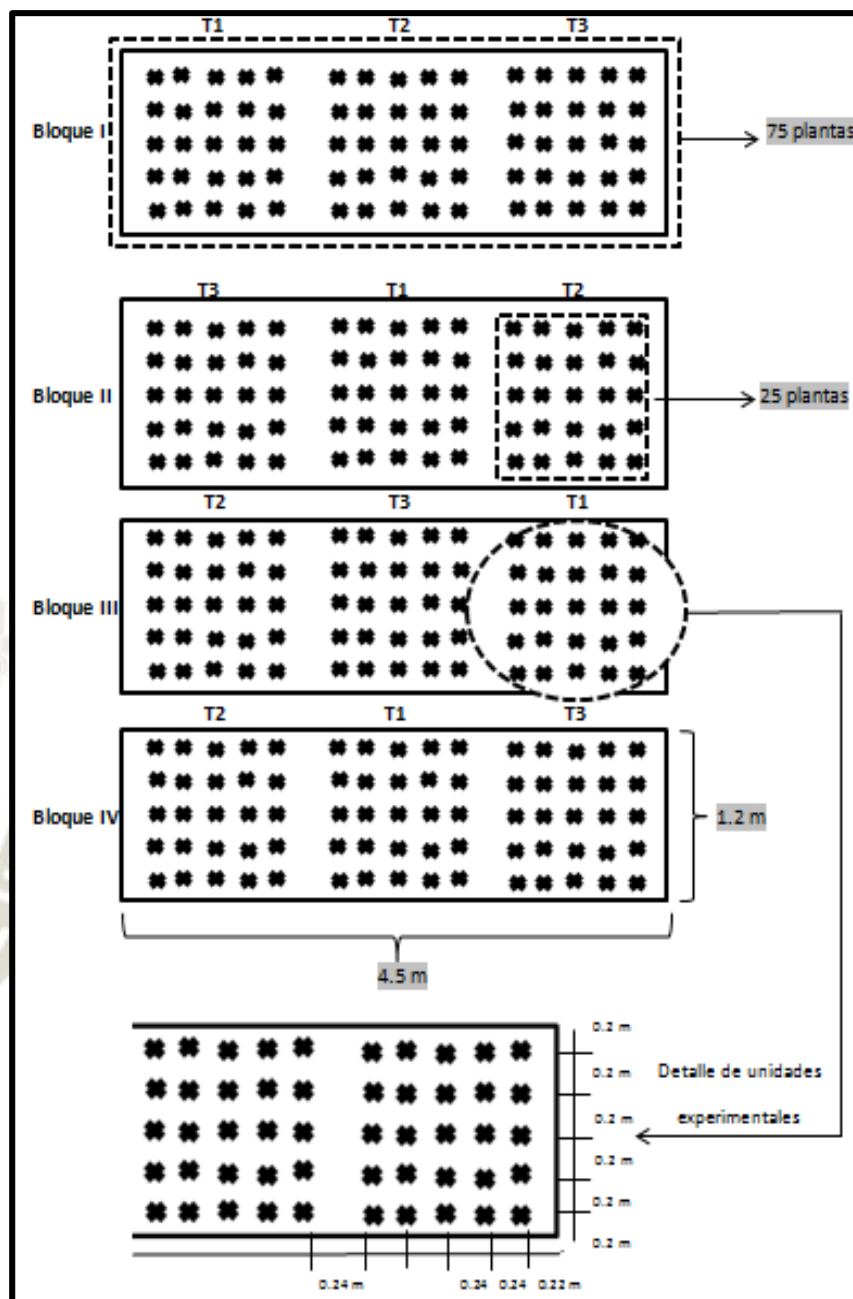 T1 T2 T3
Bloque I
75 plantas
T3 T1 T2
Bloque II
25 plantas
T2 T3 T1
Bloque III
T2 T1 T3
Bloque IV
1.2 m
4.5 m
0.2 m
0.2 m
Detalle de unidades
0.2 m
experimentales
0.2 m
0.2 m
0.2 m
0.24 m 0.24 0.24 0.22 m